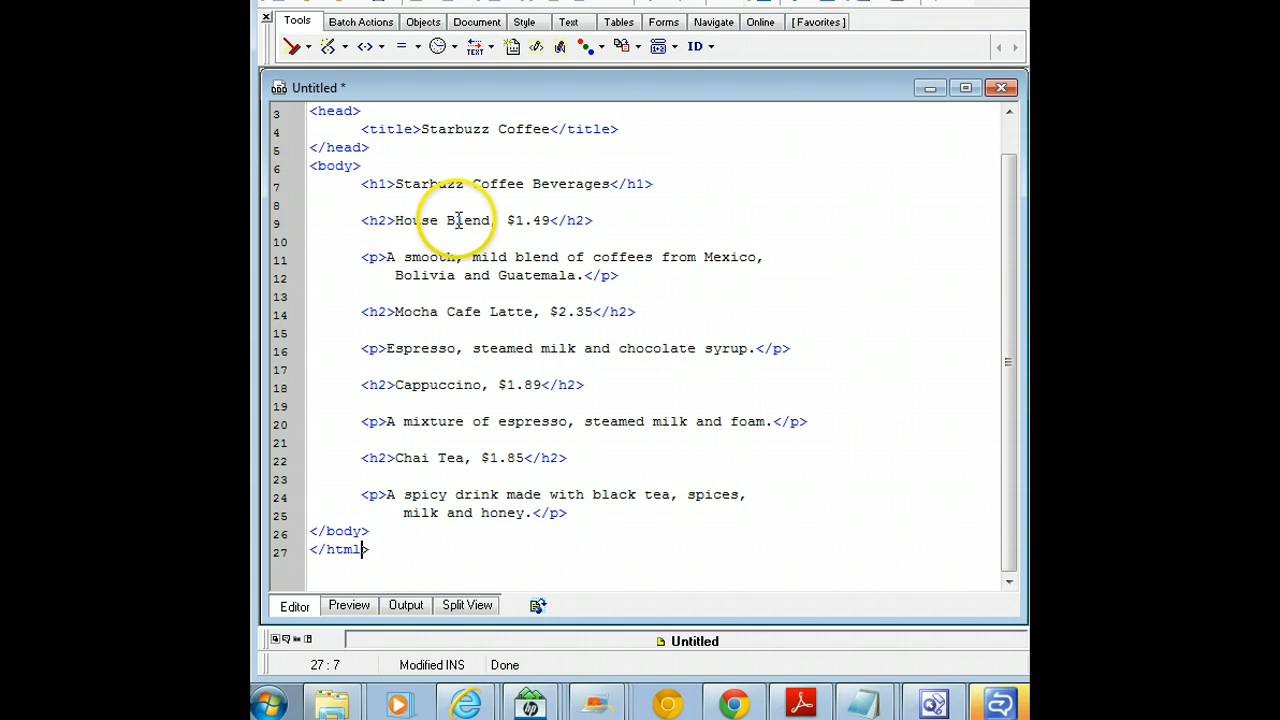 Tools Batch Actions Objects Document Style Text Tables Forms Navigate Online [Favorites]
TEXT ID
Untitled *
3 <head>
4 <title>Starbuzz Coffee</title>
5 </head>
6 <body>
7 <h1>Starbuzz Coffee Beverages</h1>
8
9 <h2>House Blend, $1.49</h2>
10
11 <p>A smooth, mild blend of coffees from Mexico,
12 Bolivia and Guatemala.</p>
13
14 <h2>Mocha Cafe Latte, $2.35</h2>
15
16 <p>Espresso, steamed milk and chocolate syrup.</p>
17
18 <h2>Cappuccino, $1.89</h2>
19
20 <p>A mixture of espresso, steamed milk and foam.</p>
21
22 <h2>Chai Tea, $1.85</h2>
23
24 <p>A spicy drink made with black tea, spices,
25 milk and honey.</p>
26 </body>
27 </html>
Editor Preview Output Split View
Untitled
27 : 7 Modified INS Done
hp